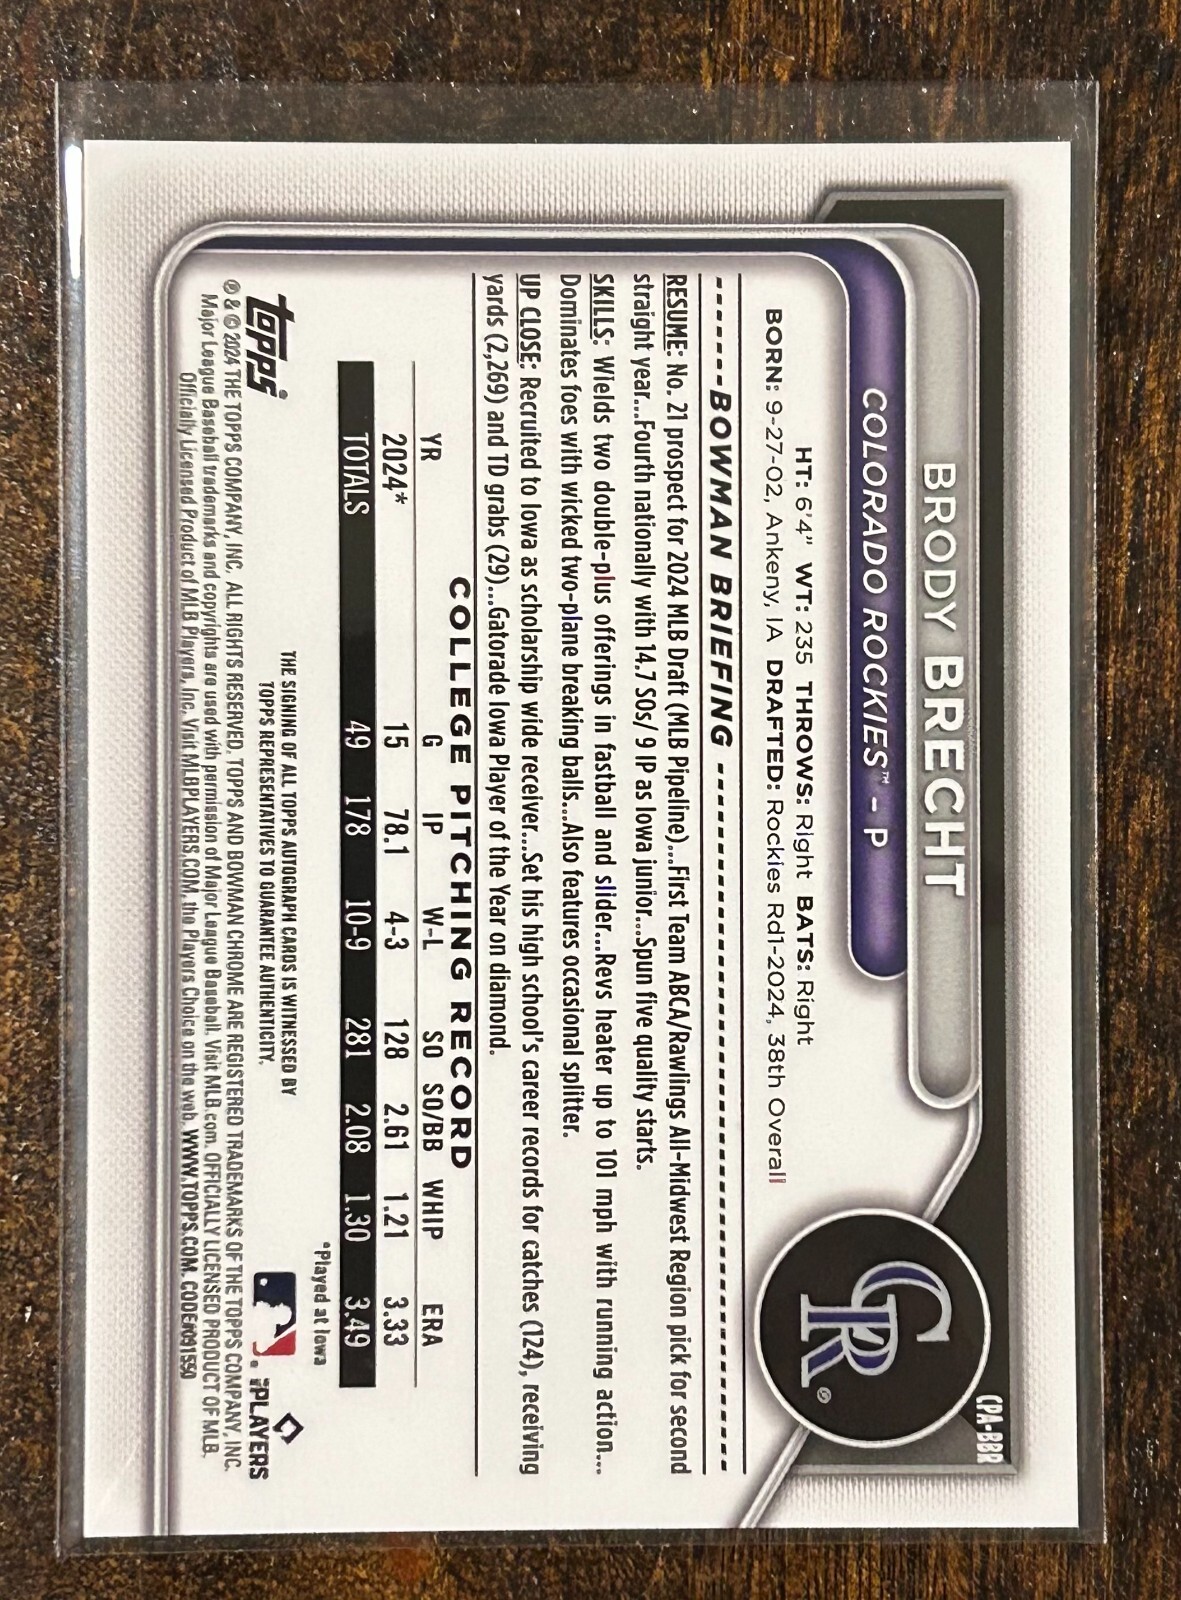 CPA-BBR
BRODY BRECHT
COLORADO ROCKIES™ - P
CR®
HT: 6'4" WT: 235 THROWS: Right BATS: Right
BORN: 9-27-02, Ankeny, IA DRAFTED: Rockies Rd1-2024, 38th Overall
BOWMAN BRIEFING
RESUME: No. 21 prospect for 2024 MLB Draft (MLB Pipeline)...First Team ABCA/Rawlings All-Midwest Region pick for second
straight year...Fourth nationally with 14.7 SOs/ 9 IP as Iowa junior...Spun five quality starts.
SKILLS: Wields two double-plus offerings in fastball and slider...Revs heater up to 101 mph with running action...
Dominates foes with wicked two-plane breaking balls...Also features occasional splitter.
UP CLOSE: Recruited to Iowa as scholarship wide receiver...Set his high school's career records for catches (124), receiving
yards (2,269) and TD grabs (29)...Gatorade Iowa Player of the Year on diamond.
COLLEGE PITCHING RECORD
YR G IP W-L SO SO/BB WHIP ERA
2024* 15 78.1 4-3 128 2.61 1.21 3.33
TOTALS 49 178 10-9 281 2.08 1.30 3.49
*Played at Iowa
topps
THE SIGNING OF ALL TOPPS AUTOGRAPH CARDS IS WITNESSED BY
TOPPS REPRESENTATIVES TO GUARANTEE AUTHENTICITY.
PLAYERS
® & © 2024 THE TOPPS COMPANY, INC. ALL RIGHTS RESERVED. TOPPS AND BOWMAN CHROME ARE REGISTERED TRADEMARKS OF THE TOPPS COMPANY, INC.
Major League Baseball trademarks and copyrights are used with permission of Major League Baseball. Visit MLB.com. OFFICIALLY LICENSED PRODUCT OF MLB
Officially Licensed Product of MLB Players, Inc. Visit MLBPLAYERS.COM, the Players Choice on the web. WWW.TOPPS.COM. CODE#091550